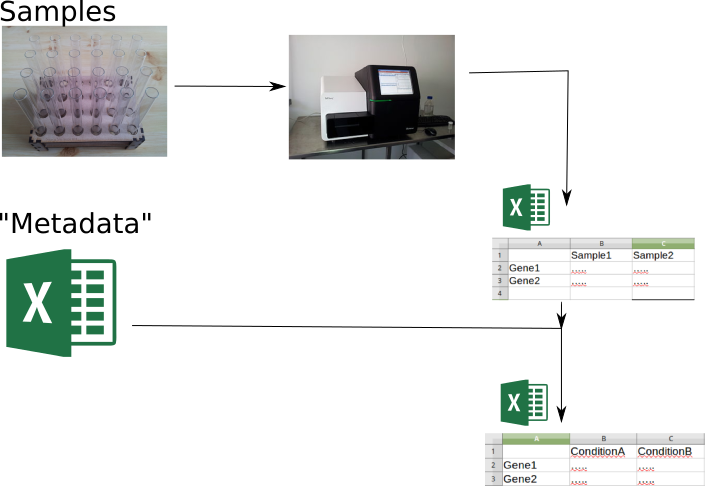 Samples
"Metadata"
X
X
A B C
1 Sample1 Sample2
2 Gene1 ..... .....
3 Gene2 ..... .....
4
X
A B C
1 ConditionA ConditionB
2 Gene1 ..... .....
3 Gene2 ..... .....